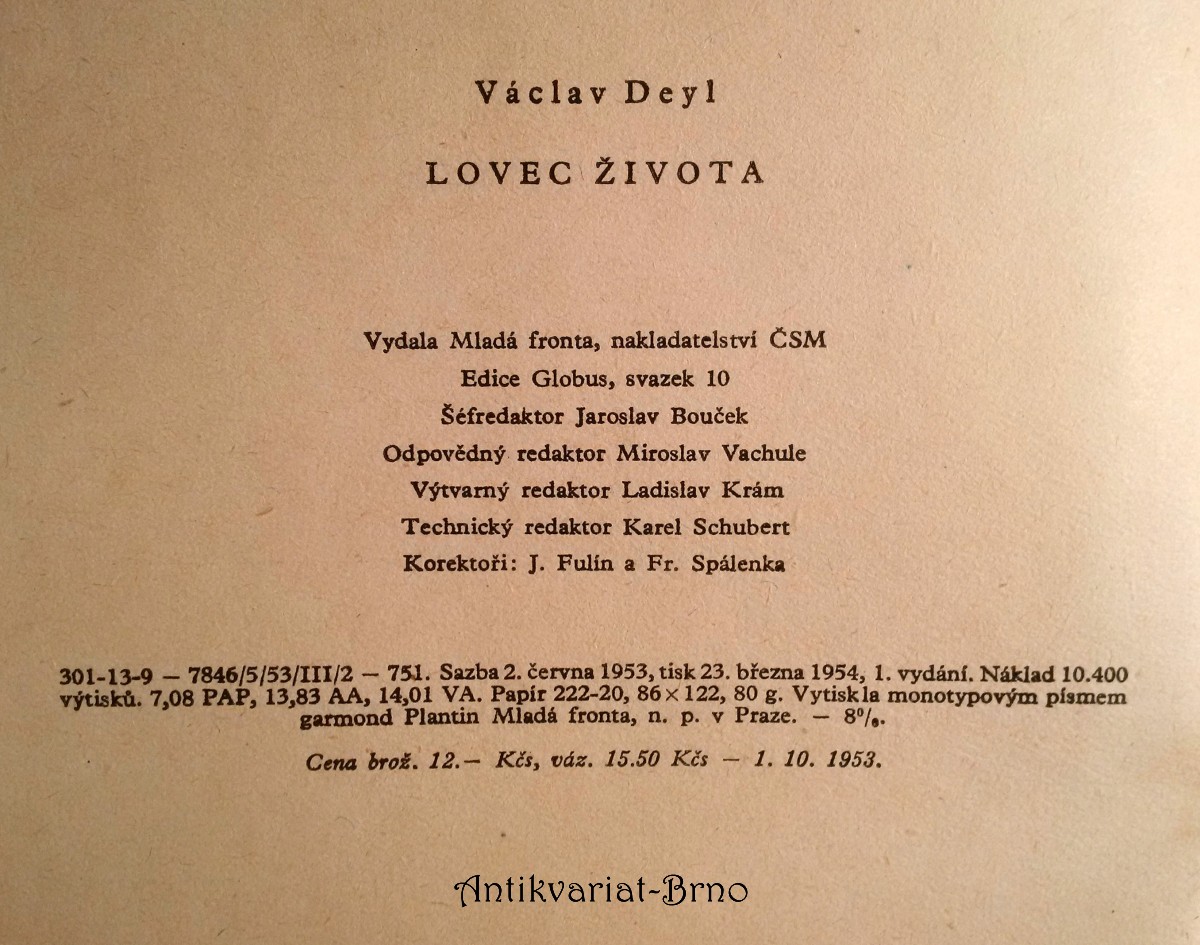 Václav Deyl
LOVEC ŽIVOTA
Vydala Mladá fronta, nakladatelství ČSM
Edice Globus, svazek 10
Šéfredaktor Jaroslav Bouček
Odpovědný redaktor Miroslav Vachule
Výtvarný redaktor Ladislav Krám
Technický redaktor Karel Schubert
Korektoři: J. Fulín a Fr. Spálenka
301-13-9 — 7846/5/53/III/2 — 751. Sazba 2. června 1953, tisk 23. března 1954, 1. vydání. Náklad 10.400
výtisků. 7,08 PAP, 13,83 AA, 14,01 VA. Papír 222-20, 86×122, 80 g. Vytiskla monotypovým písmem
garmond Plantin Mladá fronta, n. p. v Praze. — 8%.
Cena brož. 12.— Kčs, váz. 15.50 Kčs — 1. 10. 1953.
Antikvariat-Brno